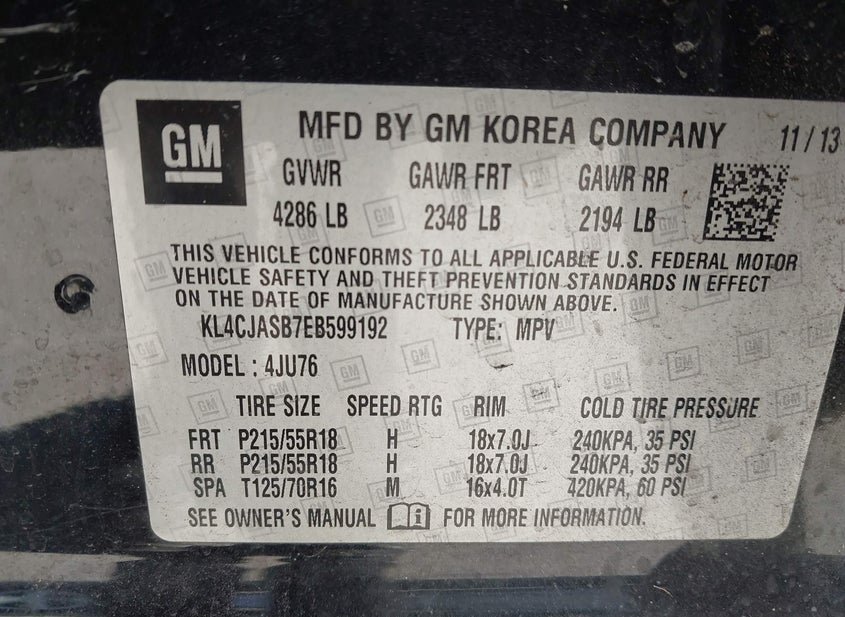 GM MFD BY GM KOREA COMPANY 11/13
GVWR GAWR FRT GAWR RR
4286 LB 2348 LB 2194 LB
THIS VEHICLE CONFORMS TO ALL APPLICABLE U.S. FEDERAL MOTOR
VEHICLE SAFETY AND THEFT PREVENTION STANDARDS IN EFFECT
ON THE DATE OF MANUFACTURE SHOWN ABOVE.
KL4CJASB7EB599192 TYPE: MPV
MODEL : 4JU76
TIRE SIZE SPEED RTG RIM COLD TIRE PRESSURE
FRT P215/55R18 H 18x7.0J 240KPA, 35 PSI
RR P215/55R18 H 18x7.0J 240KPA, 35 PSI
SPA T125/70R16 M 16x4.0T 420KPA, 60 PSI
SEE OWNER'S MANUAL i FOR MORE INFORMATION.